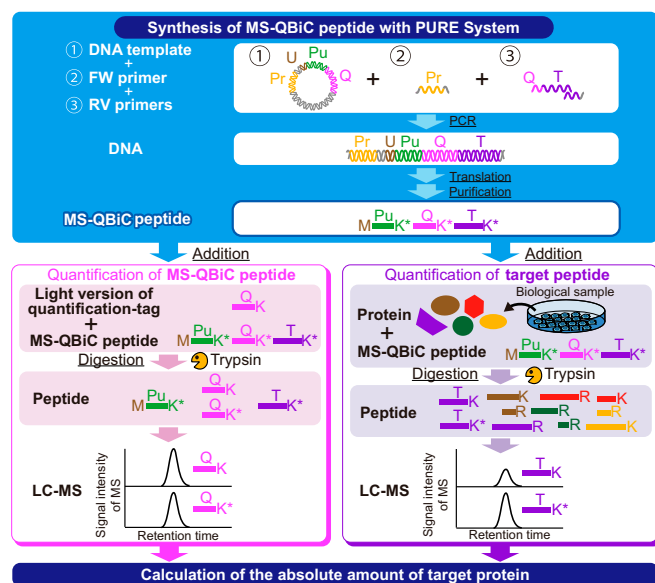 Synthesis of MS-QBiC peptide with PURE System
① DNA template
+
② FW primer
+
③ RV primers
① U Pu Pr Q
+
② Pr
+
③ Q T
PCR
DNA
Pr U Pu Q T
Translation
Purification
MS-QBiC peptide
M Pu K* Q K* T K*
Addition
Addition
Quantification of MS-QBiC peptide
Light version of
quantification-tag
+
MS-QBiC peptide
Q K
M Pu K* Q K* T K*
Digestion
Trypsin
Peptide
M Pu K*
Q K
Q K*
T K*
LC-MS
Signal intensity
of MS
Q K
Q K*
Retention time
Quantification of target peptide
Biological sample
Protein
+
MS-QBiC peptide
M Pu K* Q K* T K*
Digestion
Trypsin
Peptide
T K
K
R
K
T K*
R
R
R
R
R
K
LC-MS
Signal intensity
of MS
T K
T K*
Retention time
Calculation of the absolute amount of target protein